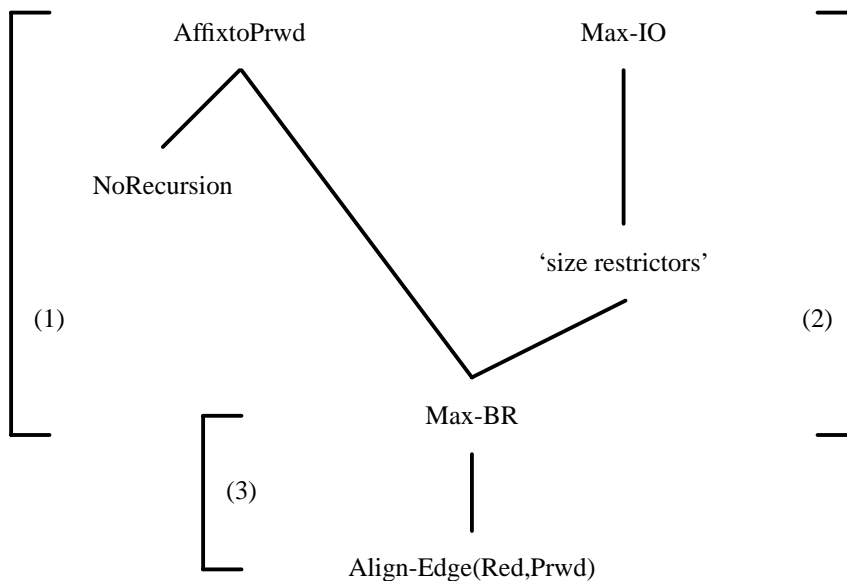 AffixtoPrwd Max-IO
NoRecursion
‘size restrictors’
(1) (2)
Max-BR
(3)
Align-Edge(Red,Prwd)